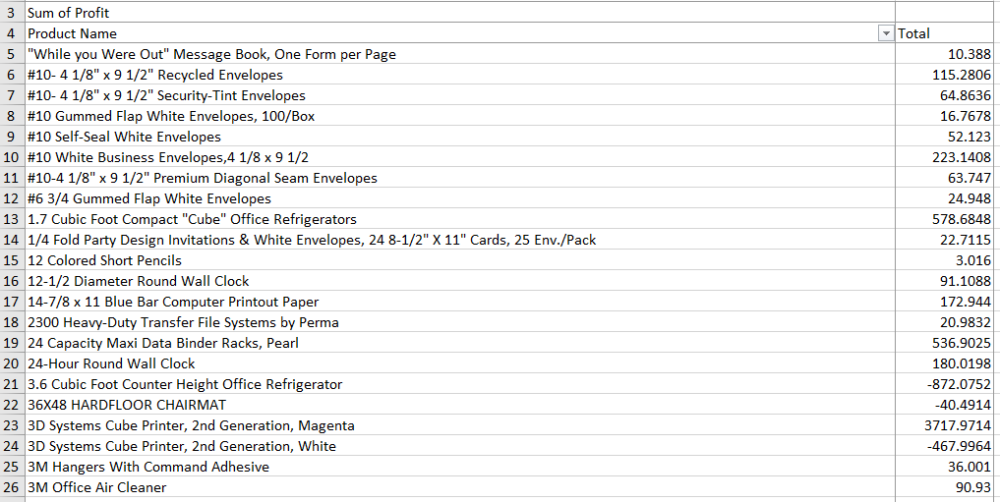 3 Sum of Profit
4 Product Name Total
5 "While you Were Out" Message Book, One Form per Page 10.388
6 #10- 4 1/8" x 9 1/2" Recycled Envelopes 115.2806
7 #10- 4 1/8" x 9 1/2" Security-Tint Envelopes 64.8636
8 #10 Gummed Flap White Envelopes, 100/Box 16.7678
9 #10 Self-Seal White Envelopes 52.123
10 #10 White Business Envelopes,4 1/8 x 9 1/2 223.1408
11 #10-4 1/8" x 9 1/2" Premium Diagonal Seam Envelopes 63.747
12 #6 3/4 Gummed Flap White Envelopes 24.948
13 1.7 Cubic Foot Compact "Cube" Office Refrigerators 578.6848
14 1/4 Fold Party Design Invitations & White Envelopes, 24 8-1/2" X 11" Cards, 25 Env./Pack 22.7115
15 12 Colored Short Pencils 3.016
16 12-1/2 Diameter Round Wall Clock 91.1088
17 14-7/8 x 11 Blue Bar Computer Printout Paper 172.944
18 2300 Heavy-Duty Transfer File Systems by Perma 20.9832
19 24 Capacity Maxi Data Binder Racks, Pearl 536.9025
20 24-Hour Round Wall Clock 180.0198
21 3.6 Cubic Foot Counter Height Office Refrigerator -872.0752
22 36X48 HARDFLOOR CHAIRMAT -40.4914
23 3D Systems Cube Printer, 2nd Generation, Magenta 3717.9714
24 3D Systems Cube Printer, 2nd Generation, White -467.9964
25 3M Hangers With Command Adhesive 36.001
26 3M Office Air Cleaner 90.93